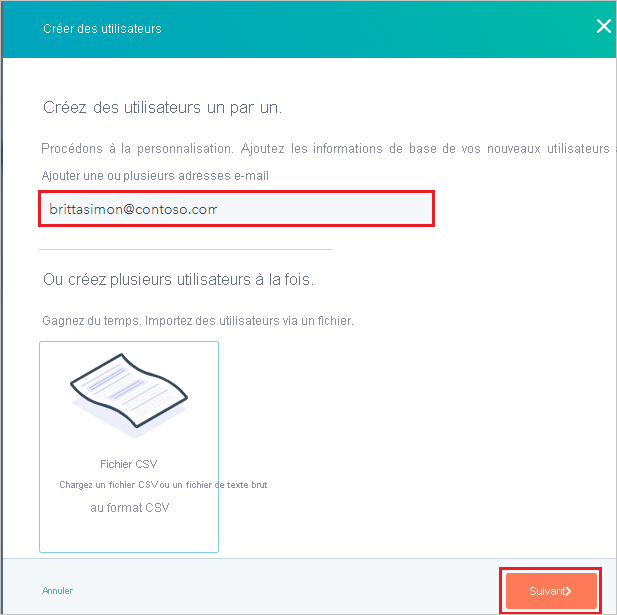 Créer des utilisateurs
Créez des utilisateurs un par un.
Procédons à la personnalisation. Ajoutez les informations de base de vos nouveaux utilisateurs
Ajouter une ou plusieurs adresses e-mail
brittasimon@contoso.com
Ou créez plusieurs utilisateurs à la fois.
Gagnez du temps. Importez des utilisateurs via un fichier.
Fichier CSV
Chargez un fichier CSV ou un fichier de texte brut
au format CSV
Annuler
Suivant